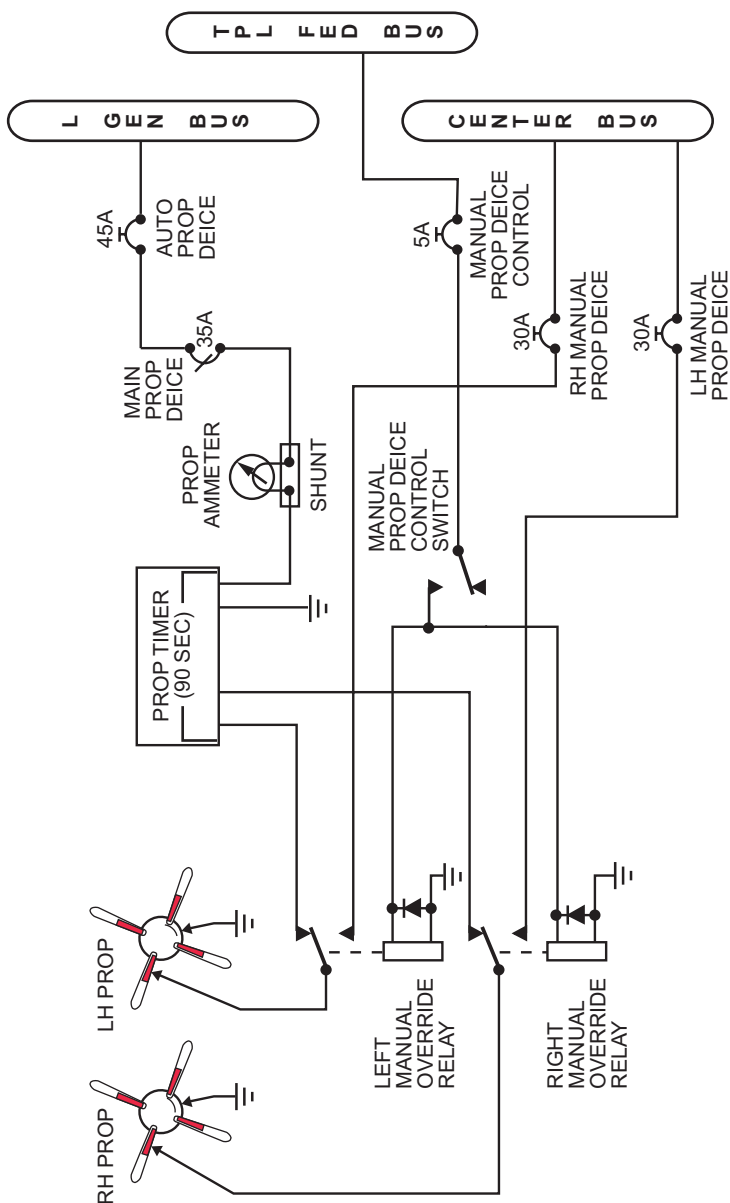 TPL FED BUS
L GEN BUS
CENTER BUS
45A
AUTO
PROP
DEICE
5A
MANUAL
PROP DEICE
CONTROL
MAIN
PROP
DEICE
35A
30A
RH MANUAL
PROP DEICE
30A
LH MANUAL
PROP DEICE
PROP
AMMETER
SHUNT
MANUAL
PROP DEICE
CONTROL
SWITCH
PROP TIMER
(90 SEC)
LH PROP
LEFT
MANUAL
OVERRIDE
RELAY
RH PROP
RIGHT
MANUAL
OVERRIDE
RELAY